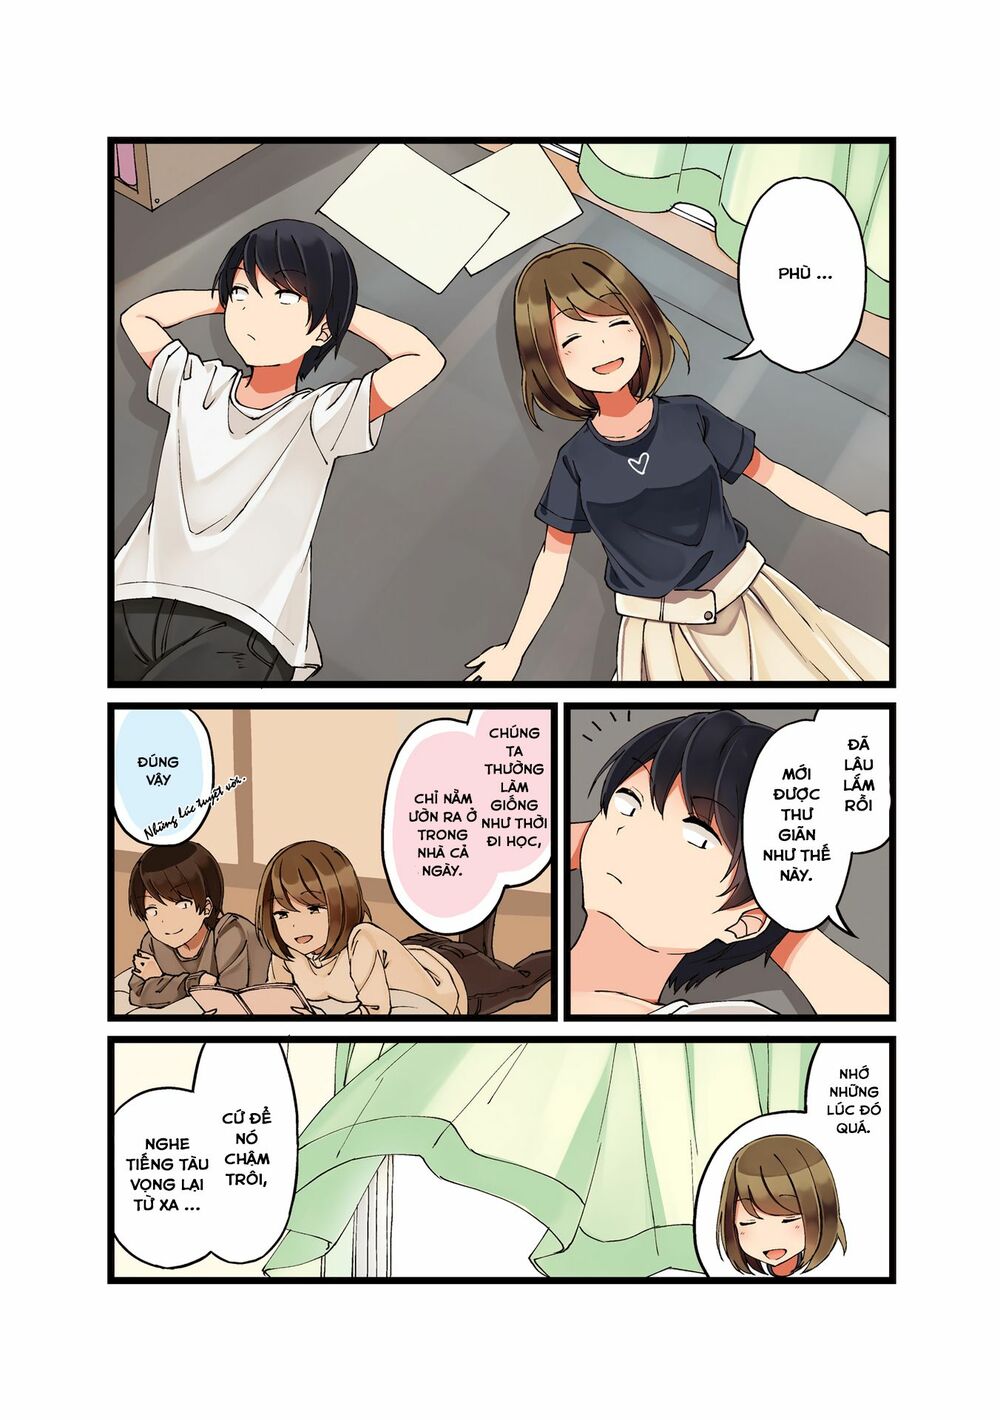 PHÙ ...
ĐÃ
LÂU
LẮM
RỒI
MỚI
ĐƯỢC
THƯ
GIÃN
NHƯ THẾ
NÀY.
CHÚNG
TA
THƯỜNG
LÀM
GIỐNG
NHƯ THỜI
ĐI HỌC,
CHỈ NẰM
ƯỜN RA Ở
TRONG
NHÀ CẢ
NGÀY.
ĐÚNG
VẬY
Những lúc tuyệt vời.
NHỚ
NHỮNG
LÚC ĐÓ
QUÁ.
CỨ ĐỂ
NÓ
CHẬM
TRÔI,
NGHE
TIẾNG TÀU
VỌNG LẠI
TỪ XA ...